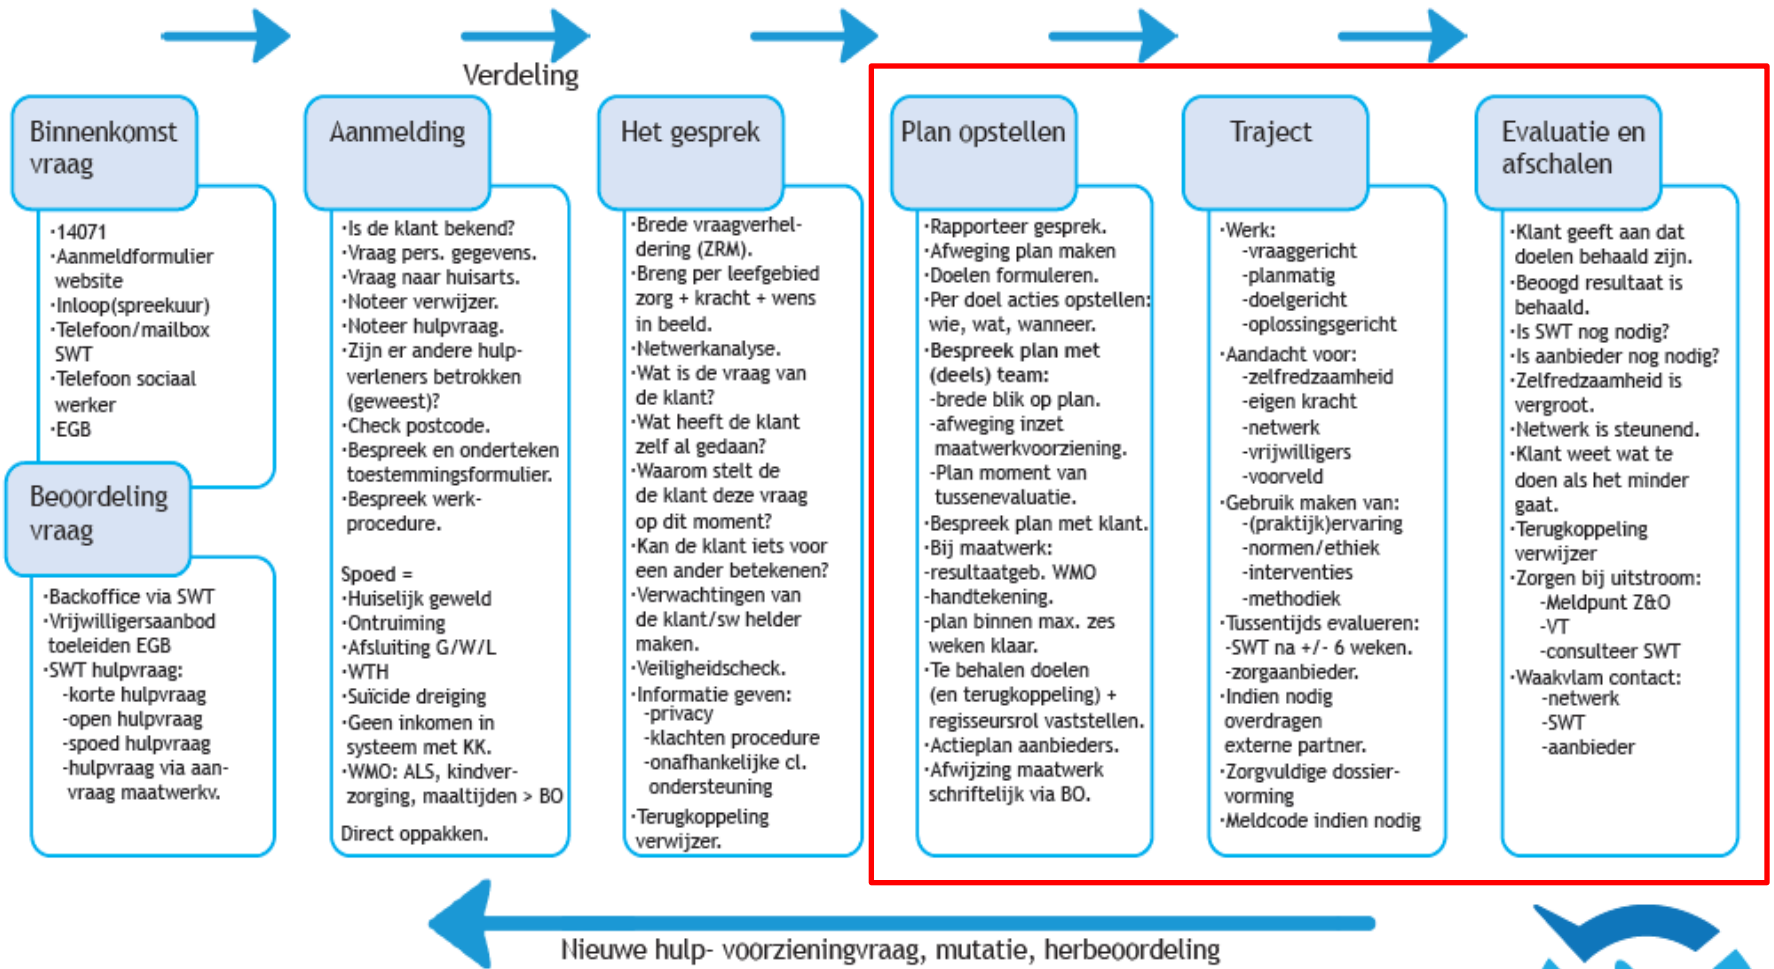 Verdeling
Binnenkomst
vraag
·14071
·Aanmeldformulier
website
·Inloop(spreekuur)
·Telefoon/mailbox
SWT
·Telefoon sociaal
werker
·EGB
Beoordeling
vraag
·Backoffice via SWT
·Vrijwilligersaanbod
toeleiden EGB
·SWT hulpvraag:
-korte hulpvraag
-open hulpvraag
-spoed hulpvraag
-hulpvraag via aan-
vraag maatwerkv.
Aanmelding
·Is de klant bekend?
·Vraag pers. gegevens.
·Vraag naar huisarts.
·Noteer verwijzer.
·Noteer hulpvraag.
·Zijn er andere hulp-
verleners betrokken
(geweest)?
·Check postcode.
·Bespreek en onderteken
toestemmingsformulier.
·Bespreek werk-
procedure.
Spoed =
·Huiselijk geweld
·Ontruiming
·Afsluiting G/W/L
·WTH
·Suïcide dreiging
·Geen inkomen in
systeem met KK.
·WMO: ALS, kindver-
zorging, maaltijden > BO
Direct oppakken.
Het gesprek
·Brede vraagverhel-
dering (ZRM).
·Breng per leefgebied
zorg + kracht + wens
in beeld.
·Netwerkanalyse.
·Wat is de vraag van
de klant?
·Wat heeft de klant
zelf al gedaan?
·Waarom stelt de
de klant deze vraag
op dit moment?
·Kan de klant iets voor
een ander betekenen?
·Verwachtingen van
de klant/sw helder
maken.
·Veiligheidscheck.
·Informatie geven:
-privacy
-klachten procedure
-onafhankelijke cl.
ondersteuning
·Terugkoppeling
verwijzer.
Plan opstellen
·Rapporteer gesprek.
·Afweging plan maken
·Doelen formuleren.
·Per doel acties opstellen:
wie, wat, wanneer.
·Bespreek plan met
(deels) team:
-brede blik op plan.
-afweging inzet
maatwerkvoorziening.
-Plan moment van
tussenevaluatie.
·Bespreek plan met klant.
·Bij maatwerk:
-resultaatgeb. WMO
-handtekening.
-plan binnen max. zes
weken klaar.
·Te behalen doelen
(en terugkoppeling) +
regisseursrol vaststellen.
·Actieplan aanbieders.
·Afwijzing maatwerk
schriftelijk via BO.
Traject
·Werk:
-vraaggericht
-planmatig
-doelgericht
-oplossingsgericht
·Aandacht voor:
-zelfredzaamheid
-eigen kracht
-netwerk
-vrijwilligers
-voorveld
·Gebruik maken van:
-(praktijk)ervaring
-normen/ethiek
-interventies
-methodiek
·Tussentijds evalueren:
-SWT na +/- 6 weken.
-zorgaanbieder.
·Indien nodig
overdragen
externe partner.
·Zorgvuldige dossier-
vorming
·Meldcode indien nodig
Evaluatie en
afschalen
·Klant geeft aan dat
doelen behaald zijn.
·Beoogd resultaat is
behaald.
·Is SWT nog nodig?
·Is aanbieder nog nodig?
·Zelfredzaamheid is
vergroot.
·Netwerk is steunend.
·Klant weet wat te
doen als het minder
gaat.
·Terugkoppeling
verwijzer
·Zorgen bij uitstroom:
-Meldpunt Z&O
-VT
-consulteer SWT
·Waakvlam contact:
-netwerk
-SWT
-aanbieder
Nieuwe hulp- voorzieningvraag, mutatie, herbeoordeling